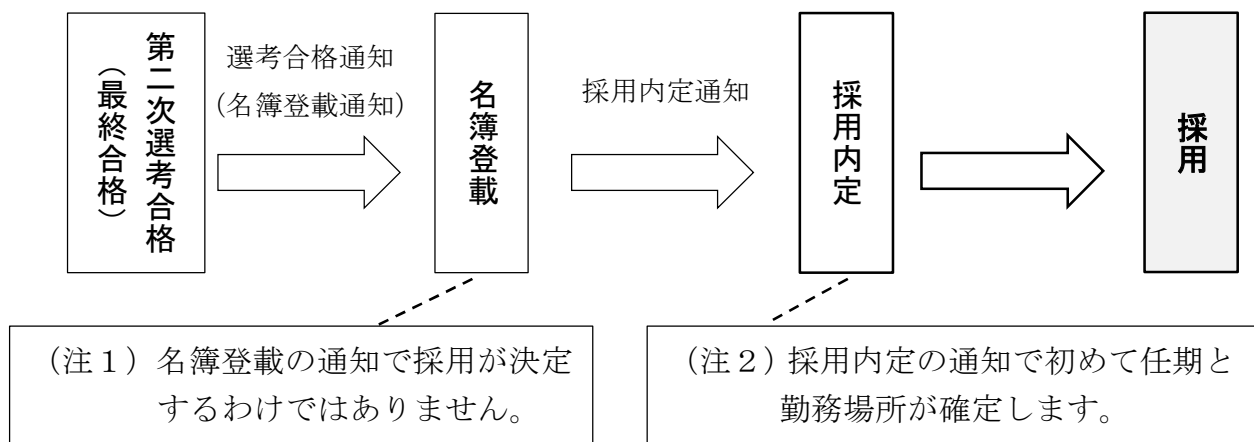 第二次選考合格
（最終合格）
選考合格通知
(名簿登載通知)
名簿登載
採用内定通知
採用内定
採用
（注１）名簿登載の通知で採用が決定
するわけではありません。
（注２）採用内定の通知で初めて任期と
勤務場所が確定します。